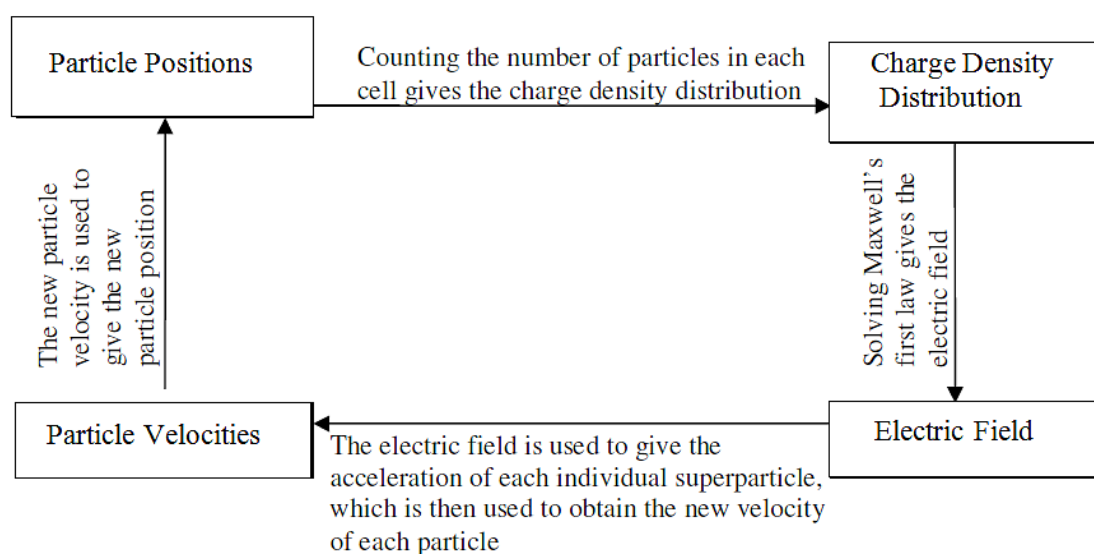 Particle Positions
Counting the number of particles in each
cell gives the charge density distribution
Charge Density
Distribution
Solving Maxwell's
first law gives the
electric field
Electric Field
The electric field is used to give the
acceleration of each individual superparticle,
which is then used to obtain the new velocity
of each particle
Particle Velocities
The new particle
velocity is used to
give the new
particle position